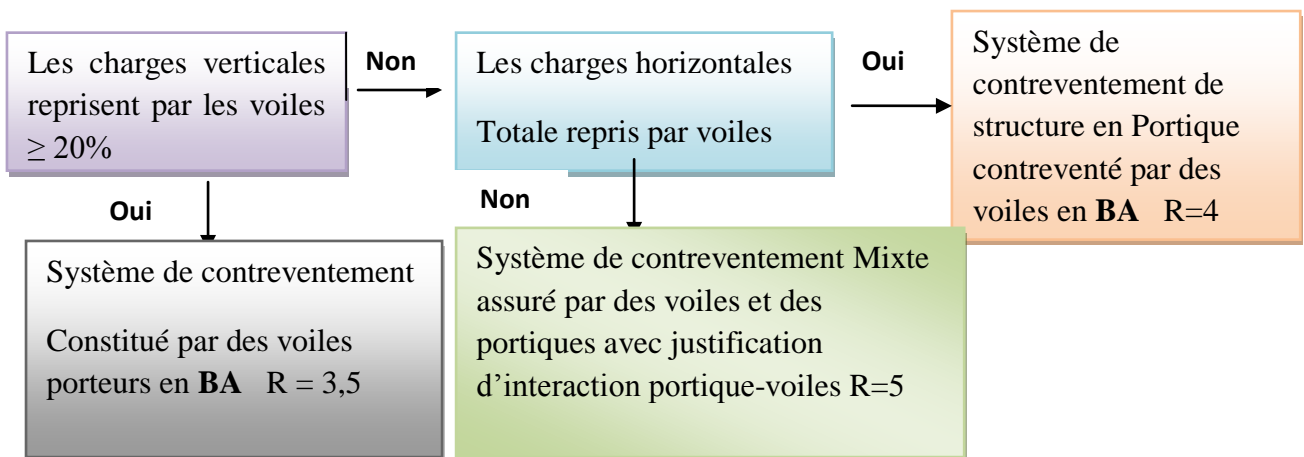 Les charges verticales
reprisent par les voiles
≥ 20%
Non
Les charges horizontales
Totale repris par voiles
Oui
Système de
contreventement de
structure en Portique
contreventé par des
voiles en BA R=4
Oui
Système de contreventement
Constitué par des voiles
porteurs en BA R = 3,5
Non
Système de contreventement Mixte
assuré par des voiles et des
portiques avec justification
d’interaction portique-voiles R=5